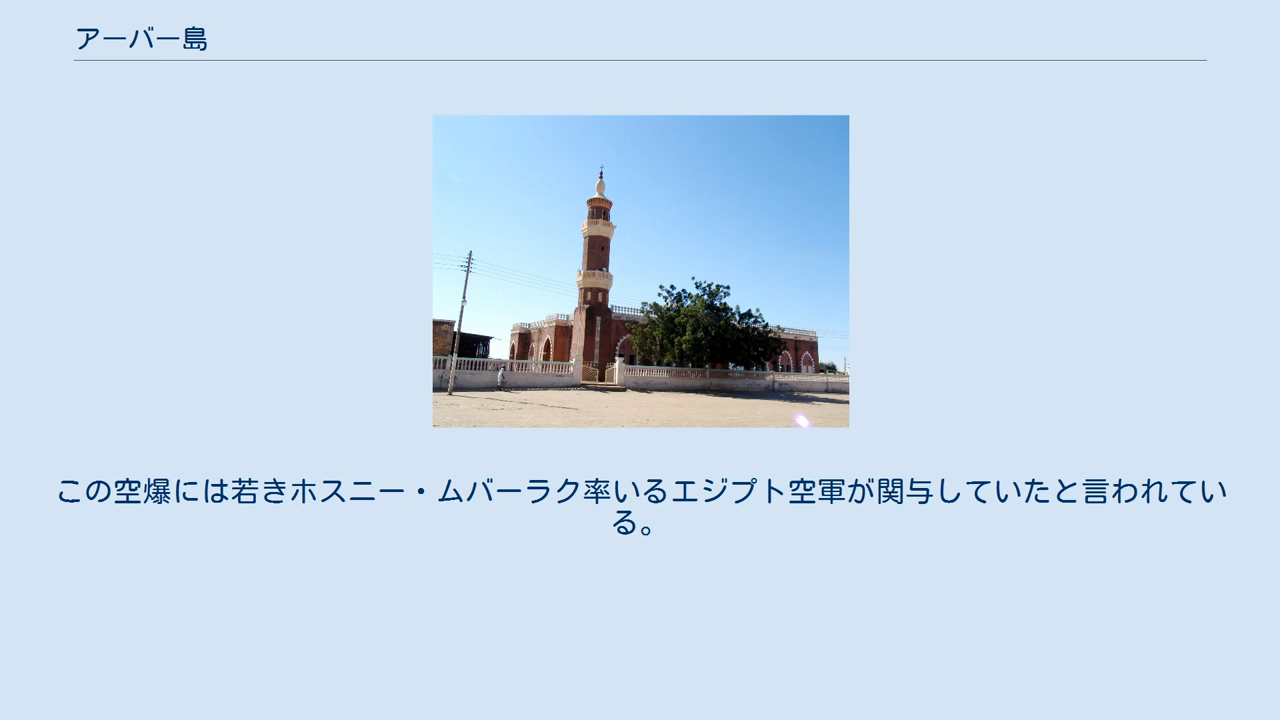 アーバー島
この空爆には若きホスニー・ムバーラク率いるエジプト空軍が関与していたと言われてい
る。